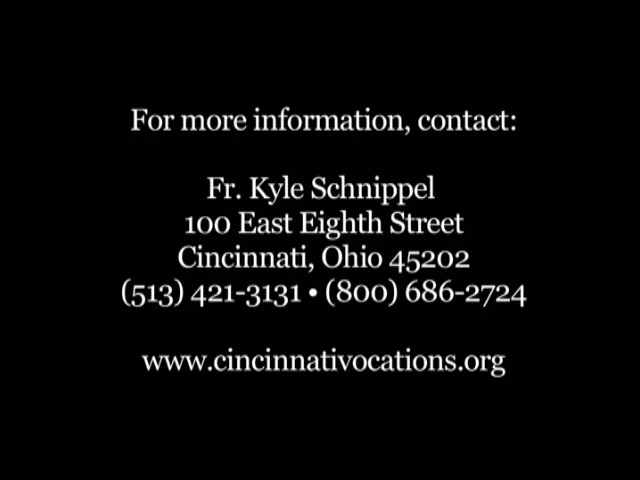 For more information, contact:
Fr. Kyle Schnippel
100 East Eighth Street
Cincinnati, Ohio 45202
(513) 421-3131 • (800) 686-2724
www.cincinnativocations.org